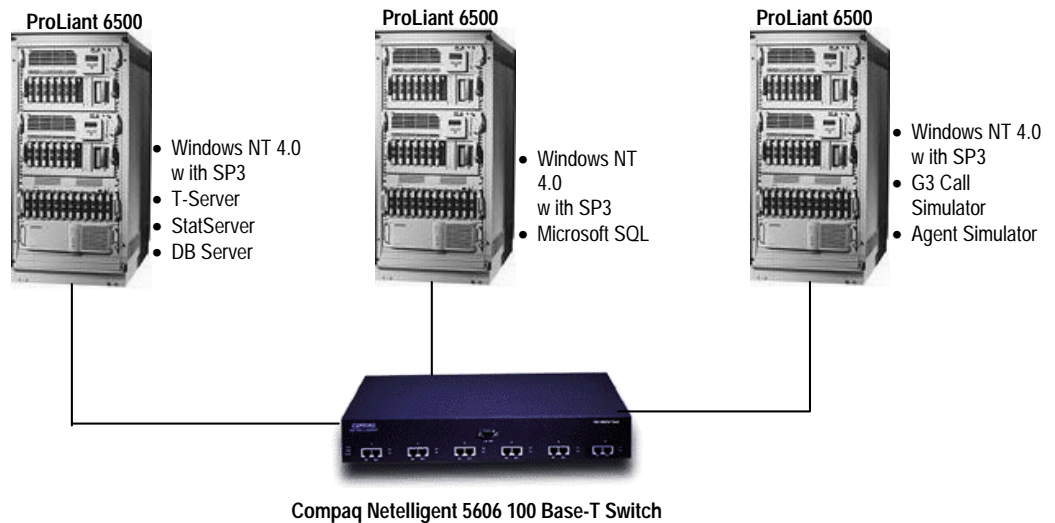 ProLiant 6500
ProLiant 6500
ProLiant 6500
• Windows NT 4.0
w ith SP3
• T-Server
• StatServer
• DB Server
• Windows NT
4.0
w ith SP3
• Microsoft SQL
• Windows NT 4.0
w ith SP3
• G3 Call
Simulator
• Agent Simulator
COMPAQ
Compaq Netelligent 5606 100 Base-T Switch